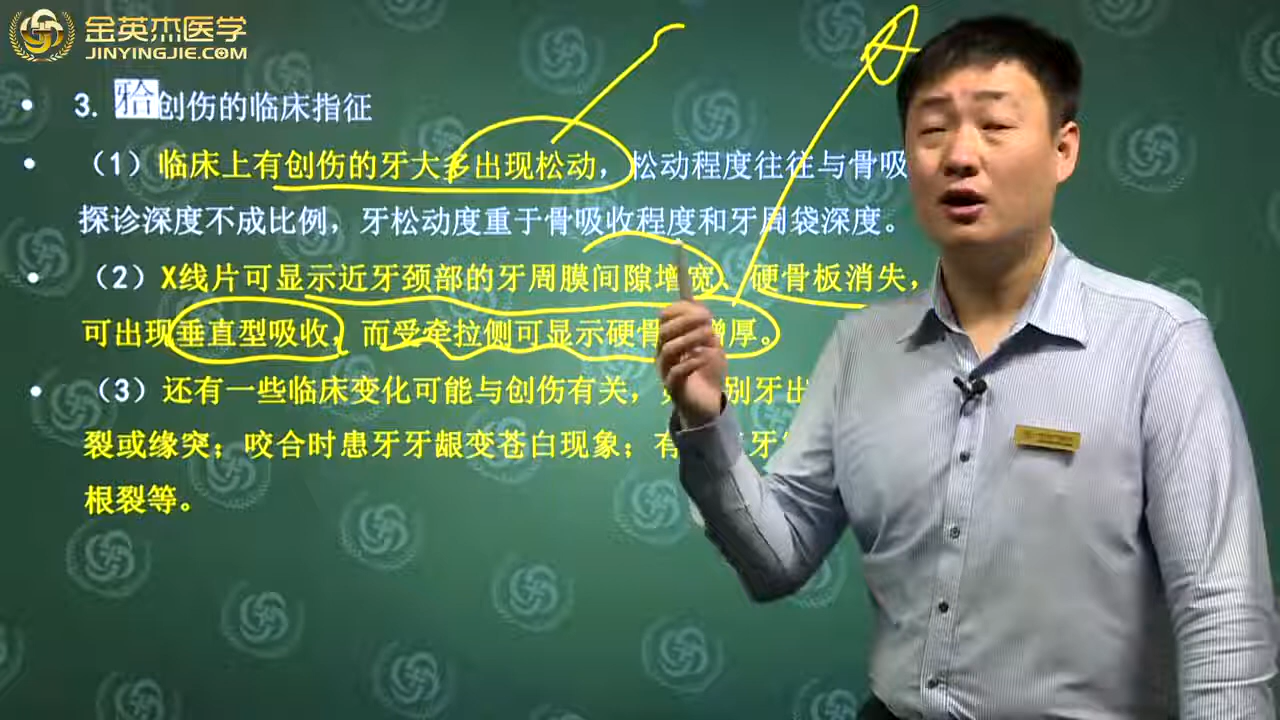 金英杰医学
JINYINGJIE.COM
3. 𬌗创伤的临床指征
(1)临床上有创伤的牙大多出现松动,松动程度往往与骨吸
探诊深度不成比例,牙松动度重于骨吸收程度和牙周袋深度。
(2)X线片可显示近牙颈部的牙周膜间隙增宽、硬骨板消失,
可出现垂直型吸收,而受牵拉侧可显示硬骨 增厚。
(3)还有一些临床变化可能与创伤有关, 别牙出
裂或缘突;咬合时患牙牙龈变苍白现象;有 牙
根裂等。